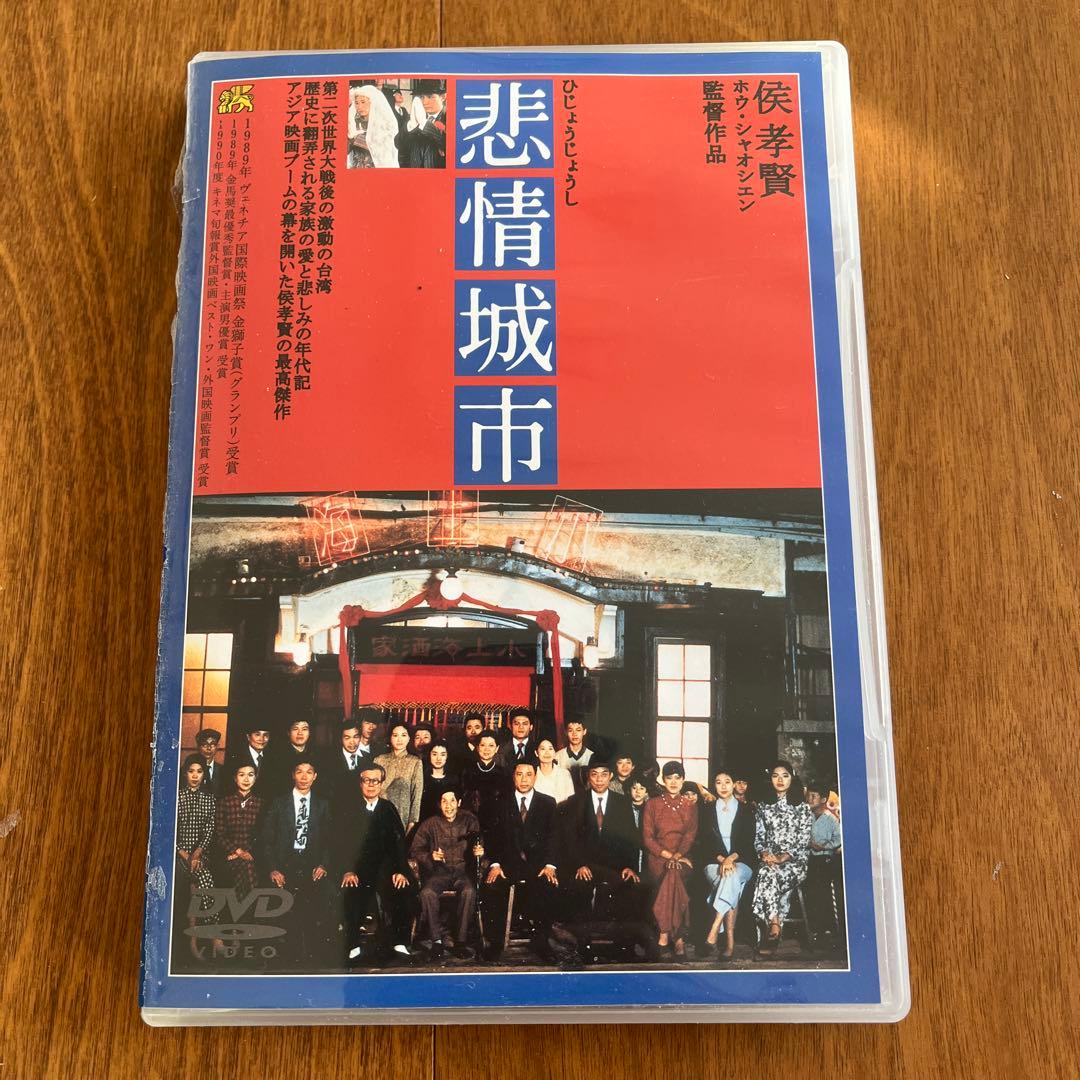 侯孝賢
ホウ・シャオシェン
監督作品
ひじょうじょうし
悲情城市
第二次世界大戦後の激動の台湾
歴史に翻弄される家族の愛と悲しみの年代記
アジア映画ブームの幕を開いた侯孝賢の最高傑作
1989年 ヴェネチア国際映画祭 金獅子賞(グランプリ)受賞
1989年 金馬奨最優秀監督賞・主演男優賞 受賞
1990年度 キネマ旬報賞外国映画ベスト・ワン・外国映画監督賞 受賞
海上小
家酒海上小
DVD
VIDEO